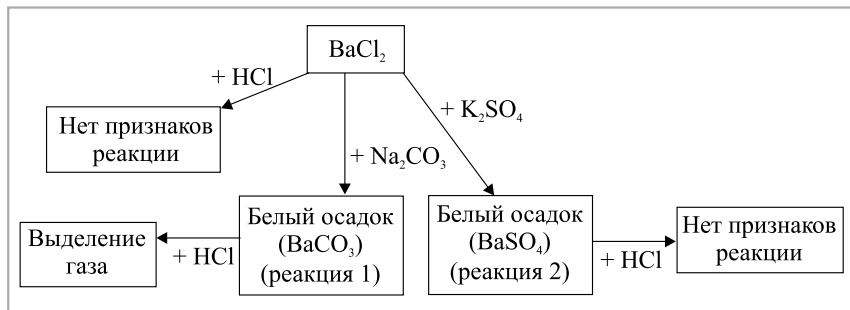 BaCl₂
+ HCl
+ K₂SO₄
Нет признаков
реакции
+ Na₂CO₃
Белый осадок
(BaCO₃)
(реакция 1)
Белый осадок
(BaSO₄)
(реакция 2)
Нет признаков
реакции
Выделение
газа
+ HCl
+ HCl